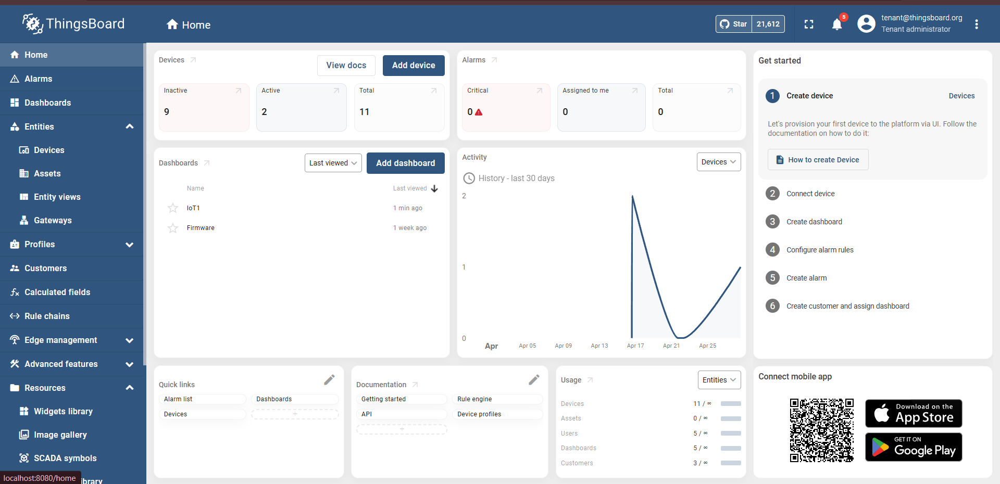 ThingsBoard
Home
Star 21,612
5
tenant@thingsboard.org
Tenant administrator
Home
Alarms
Dashboards
Entities
Devices
Assets
Entity views
Gateways
Profiles
Customers
Calculated fields
Rule chains
Edge management
Advanced features
Resources
Widgets library
Image gallery
SCADA symbols
ibrary
localhost:8080/home
Devices
View docs
Add device
Inactive
9
Active
2
Total
11
Alarms
Critical
0
Assigned to me
0
Total
0
Dashboards
Last viewed
Add dashboard
Name Last viewed
IoT1 1 min ago
Firmware 1 week ago
Activity
Devices
History - last 30 days
2
1
0
Apr Apr 05 Apr 09 Apr 13 Apr 17 Apr 21 Apr 25
Get started
1 Create device Devices
Let's provision your first device to the platform via UI. Follow the
documentation on how to do it:
How to create Device
2 Connect device
3 Create dashboard
4 Configure alarm rules
5 Create alarm
6 Create customer and assign dashboard
Quick links
Alarm list
Dashboards
Devices
+
Documentation
Getting started
Rule engine
API
Device profiles
+
Usage
Entities
Devices 11 / ∞
Assets 0 / ∞
Users 5 / ∞
Dashboards 5 / ∞
Customers 3 / ∞
Connect mobile app
Download on the
App Store
GET IT ON
Google Play